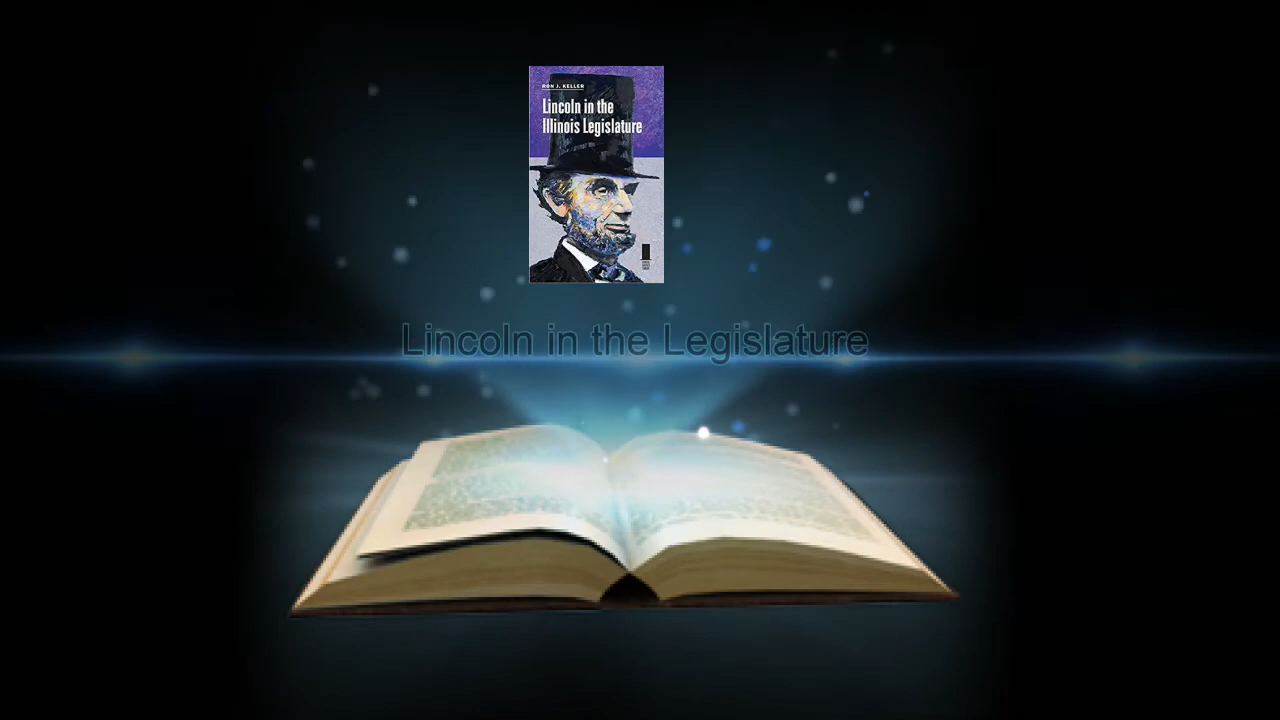 RON J. KELLER
Lincoln in the
Illinois Legislature
Lincoln in the Legislature